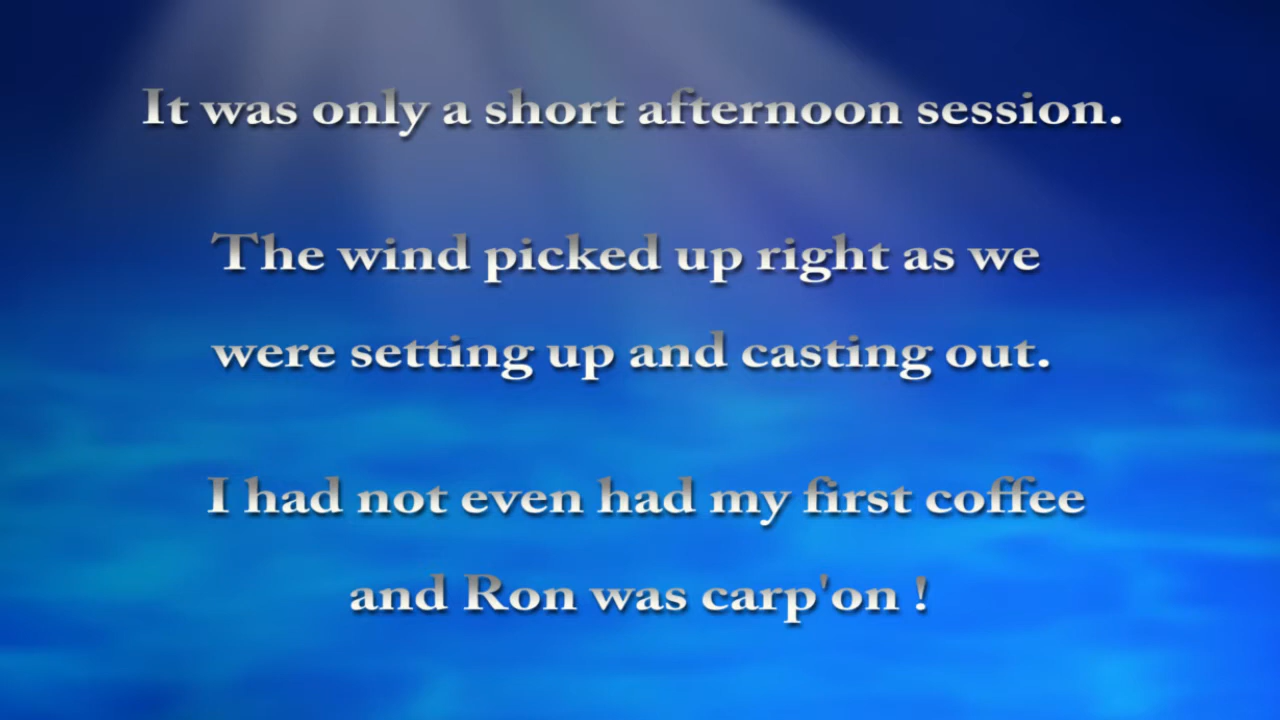 It was only a short afternoon session.
The wind picked up right as we
were setting up and casting out.
I had not even had my first coffee
and Ron was carp'on !